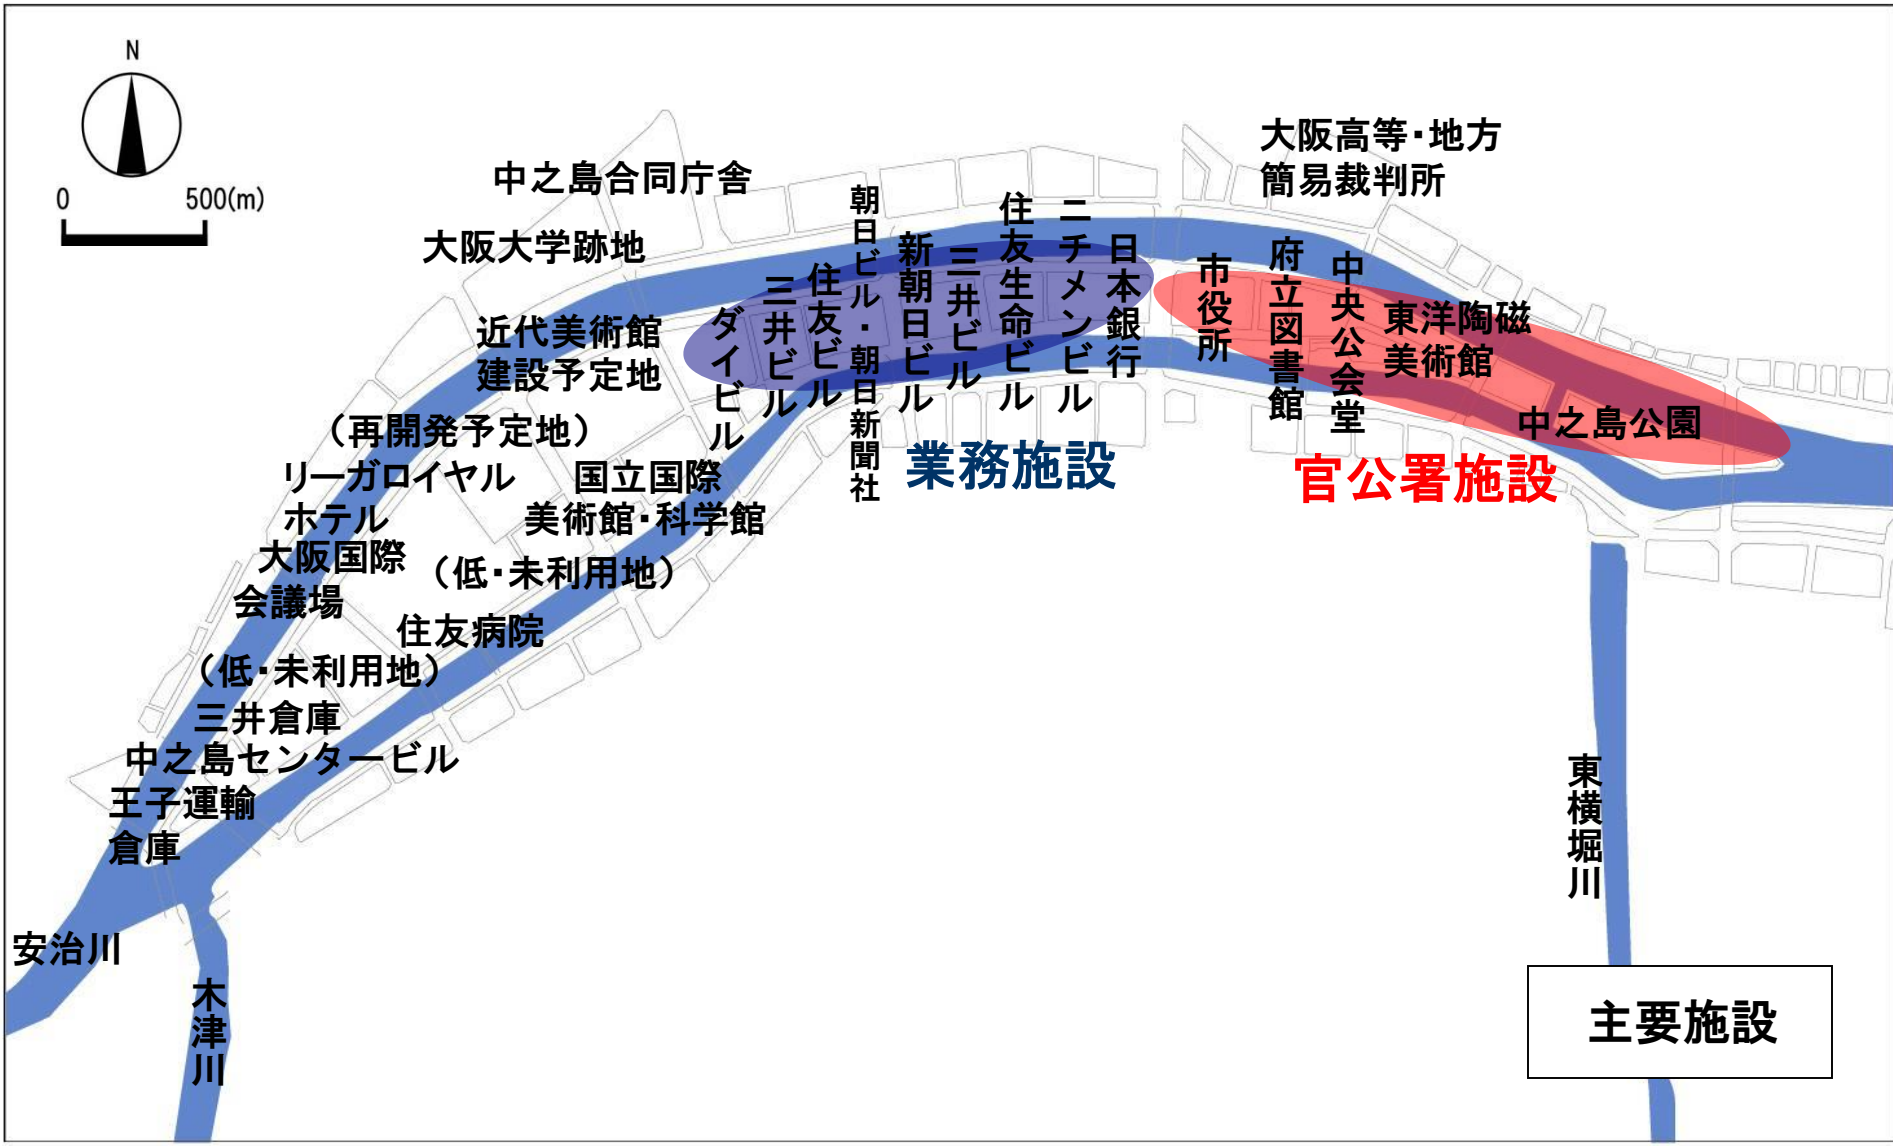 N
0 500(m)
中之島合同庁舎
大阪大学跡地
近代美術館
建設予定地
（再開発予定地）
リーガロイヤル
ホテル
国立国際
美術館・科学館
大阪国際
会議場
（低・未利用地）
住友病院
（低・未利用地）
三井倉庫
中之島センタービル
王子運輸
倉庫
安治川
木津川
ダイビル
三井ビル
住友ビル
朝日ビル・朝日新聞社
新朝日ビル
三井ビル
住友生命ビル
ニチメンビル
日本銀行
業務施設
大阪高等・地方
簡易裁判所
市役所
府立図書館
中央公会堂
東洋陶磁
美術館
中之島公園
官公署施設
東横堀川
主要施設